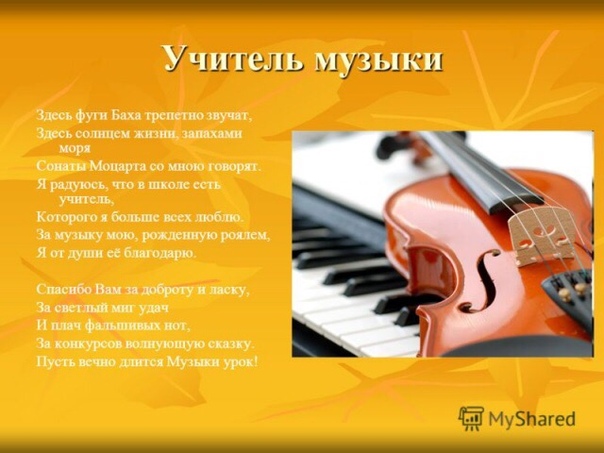 Учитель музыки
Здесь фуги Баха трепетно звучат,
Здесь солнцем жизни, запахами
моря
Сонаты Моцарта со мною говорят.
Я радуюсь, что в школе есть
учитель,
Которого я больше всех люблю.
За музыку мою, рожденную роялем,
Я от души её благодарю.
Спасибо Вам за доброту и ласку,
За светлый миг удач
И плач фальшивых нот,
За конкурсов волнующую сказку.
Пусть вечно длится Музыки урок!
MyShared